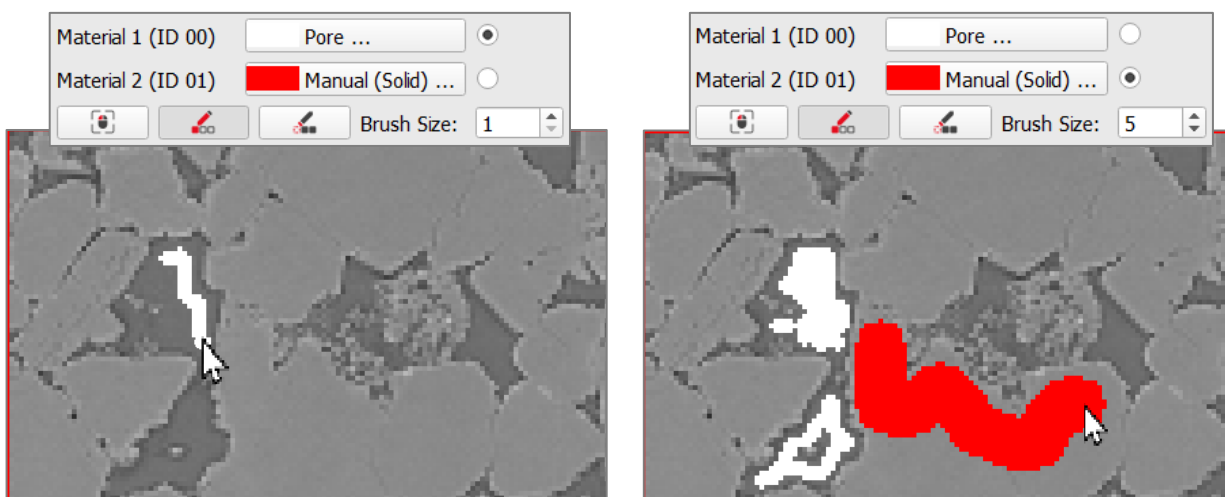 Material 1 (ID 00) Pore ...
Material 2 (ID 01) Manual (Solid) ...
Brush Size: 1
Material 1 (ID 00) Pore ...
Material 2 (ID 01) Manual (Solid) ...
Brush Size: 5